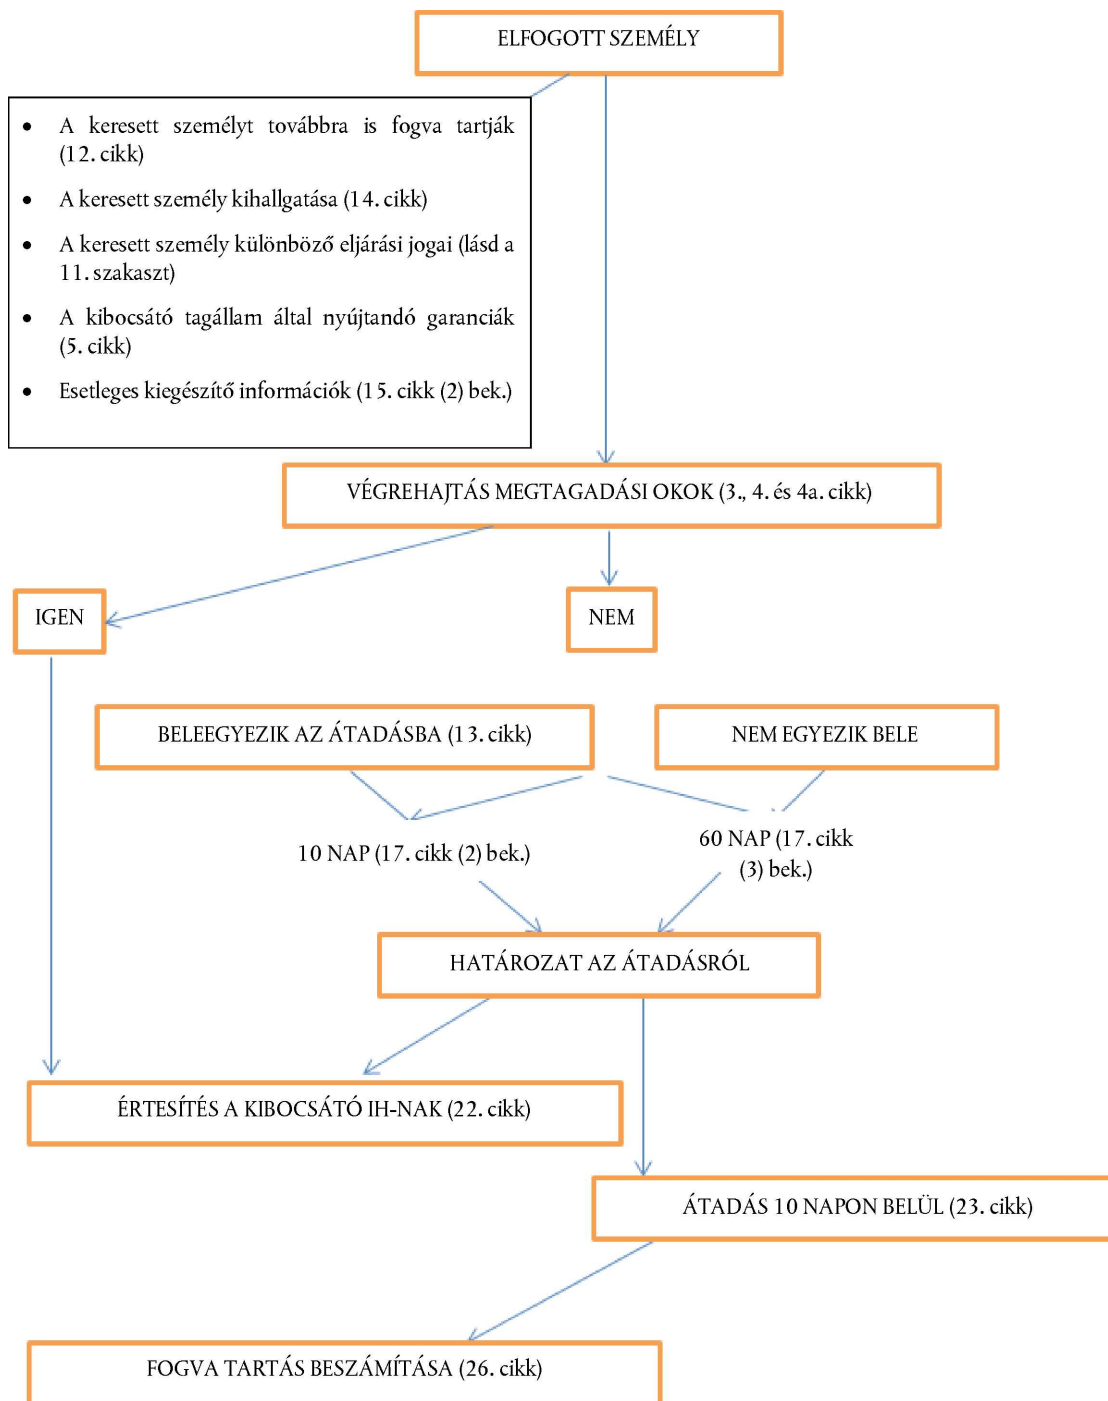 ELFOGOTT SZEMÉLY
• A keresett személyt továbbra is fogva tartják
(12. cikk)
• A keresett személy kihallgatása (14. cikk)
• A keresett személy különböző eljárási jogai (lásd a
11. szakaszt)
• A kibocsátó tagállam által nyújtandó garanciák
(5. cikk)
• Esetleges kiegészítő információk (15. cikk (2) bek.)
VÉGREHAJTÁS MEGTAGADÁSI OKOK (3., 4. és 4a. cikk)
IGEN
NEM
BELEEGYEZIK AZ ÁTADÁSBA (13. cikk)
NEM EGYEZIK BELE
10 NAP (17. cikk (2) bek.)
60 NAP (17. cikk
(3) bek.)
HATÁROZAT AZ ÁTADÁSRÓL
ÉRTESÍTÉS A KIBOCSÁTÓ IH-NAK (22. cikk)
ÁTADÁS 10 NAPON BELÜL (23. cikk)
FOGVA TARTÁS BESZÁMÍTÁSA (26. cikk)